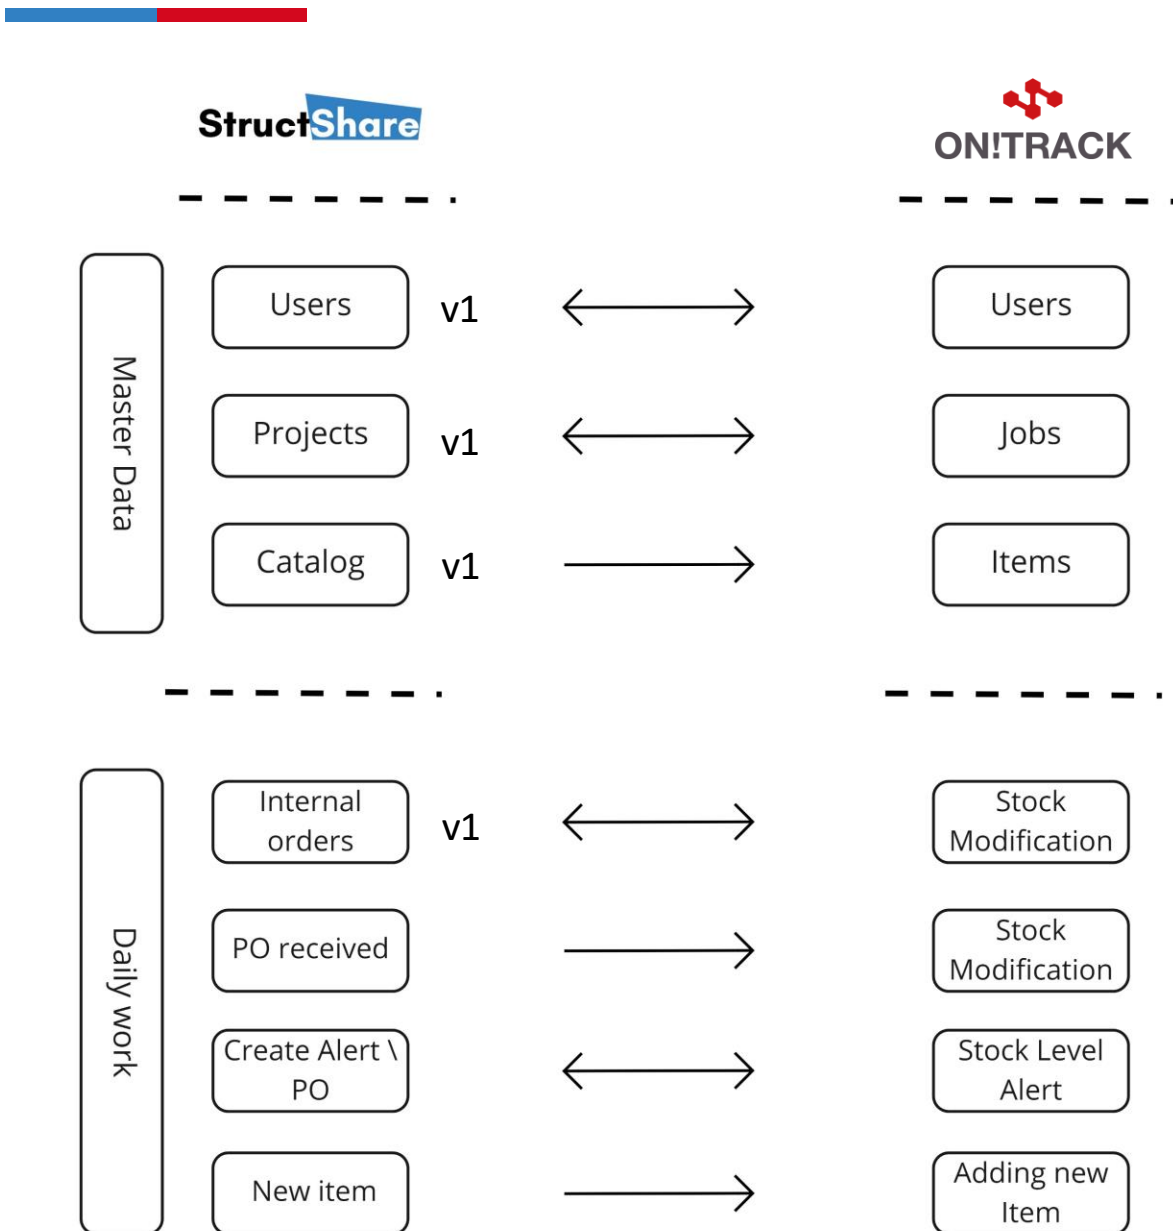 StructShare
ON!TRACK
Master Data
Users
v1
Users
Projects
v1
Jobs
Catalog
v1
Items
Daily work
Internal
orders
v1
Stock
Modification
PO received
Stock
Modification
Create Alert \
PO
Stock Level
Alert
New item
Adding new
Item